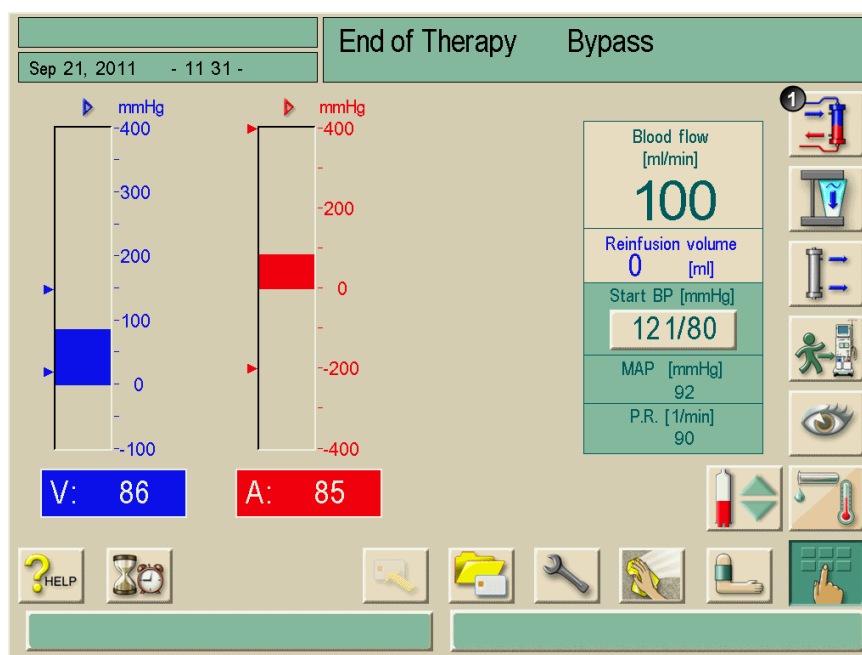 End of Therapy Bypass
Sep 21, 2011 - 11 31 -
mmHg
400
300
200
100
0
-100
V: 86
mmHg
400
200
0
-200
-400
A: 85
Blood flow
[ml/min]
100
Reinfusion volume
0 [ml]
Start BP [mmHg]
121/80
MAP [mmHg]
92
P.R. [1/min]
90
1
HELP